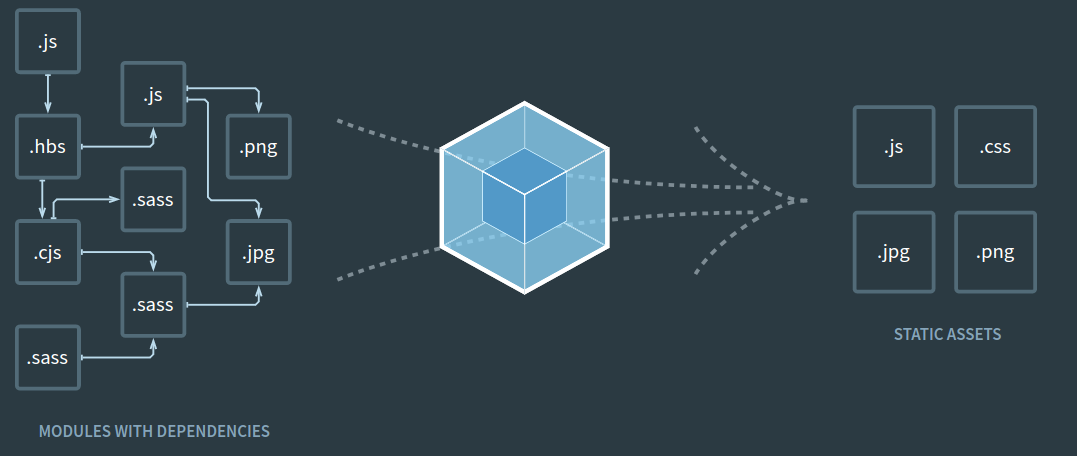 .js
.js
.hbs
.png
.sass
.cjs
.jpg
.sass
.sass
MODULES WITH DEPENDENCIES
.js
.css
.jpg
.png
STATIC ASSETS